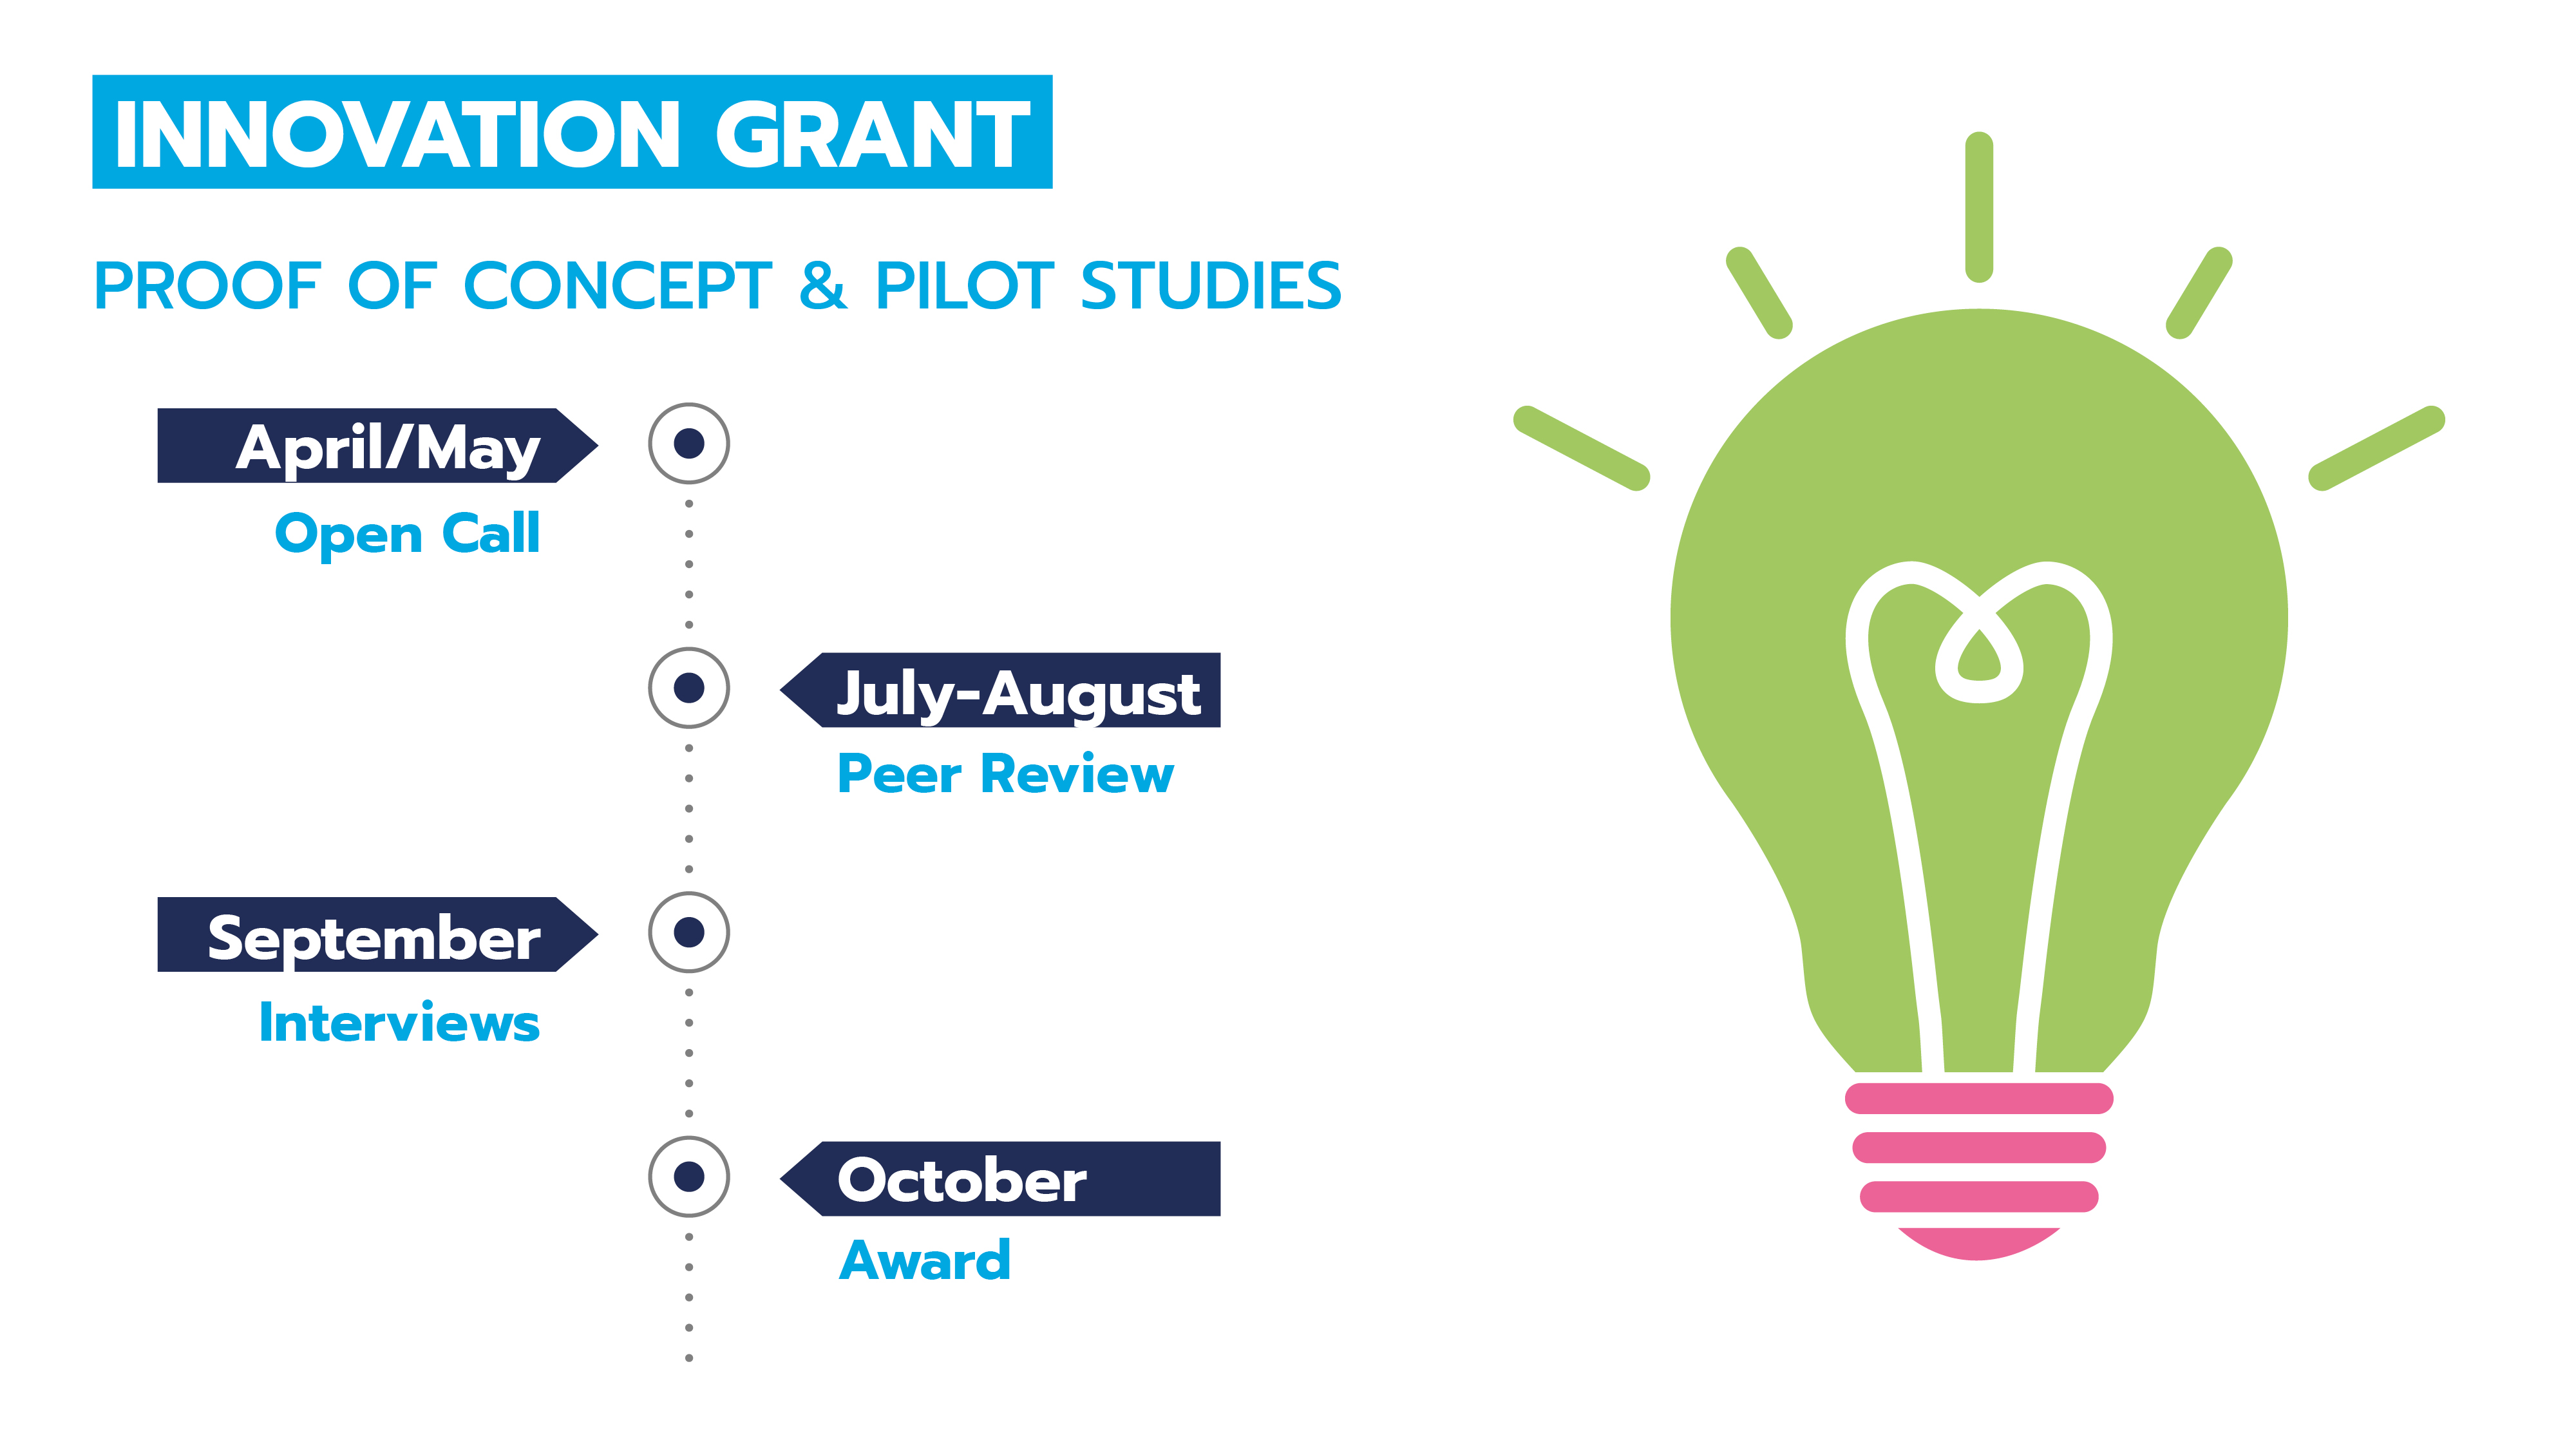 INNOVATION GRANT
PROOF OF CONCEPT & PILOT STUDIES
April/May
Open Call
July-August
Peer Review
September
Interviews
October
Award